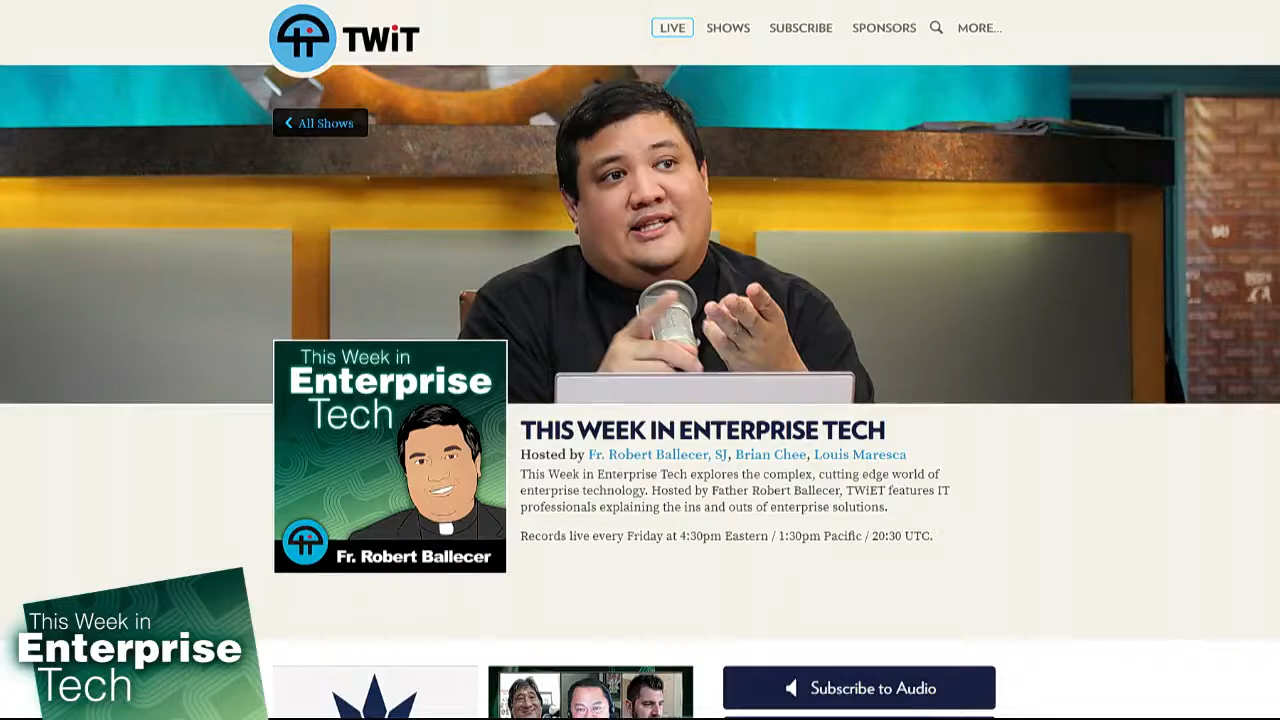 TWiT
LIVE
SHOWS
SUBSCRIBE
SPONSORS
MORE...
All Shows
This Week in
Enterprise
Tech
Fr. Robert Ballecer
THIS WEEK IN ENTERPRISE TECH
Hosted by Fr. Robert Ballecer, SJ, Brian Chee, Louis Maresca
This Week in Enterprise Tech explores the complex, cutting edge world of
enterprise technology. Hosted by Father Robert Ballecer, TWiET features IT
professionals explaining the ins and outs of enterprise solutions.
Records live every Friday at 4:30pm Eastern / 1:30pm Pacific / 20:30 UTC.
This Week in
Enterprise
Tech
Subscribe to Audio